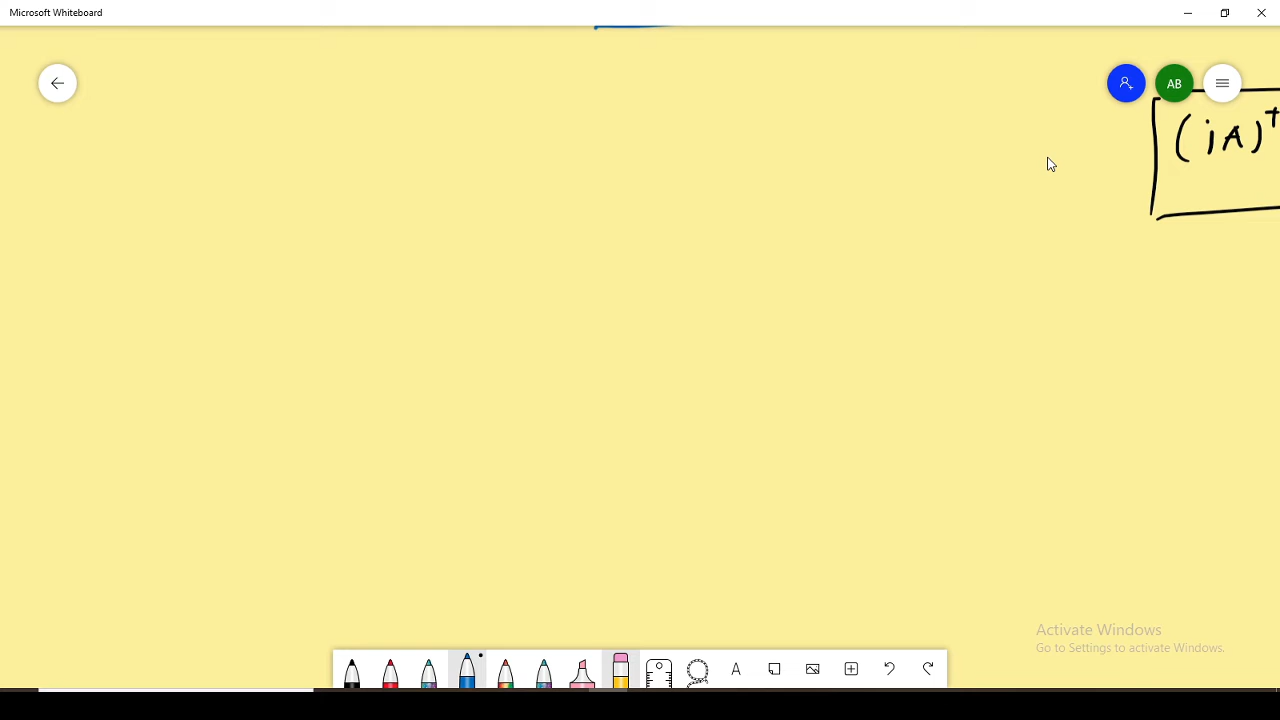 Microsoft Whiteboard
AB
(iA)†
A
Activate Windows
Go to Settings to activate Windows.